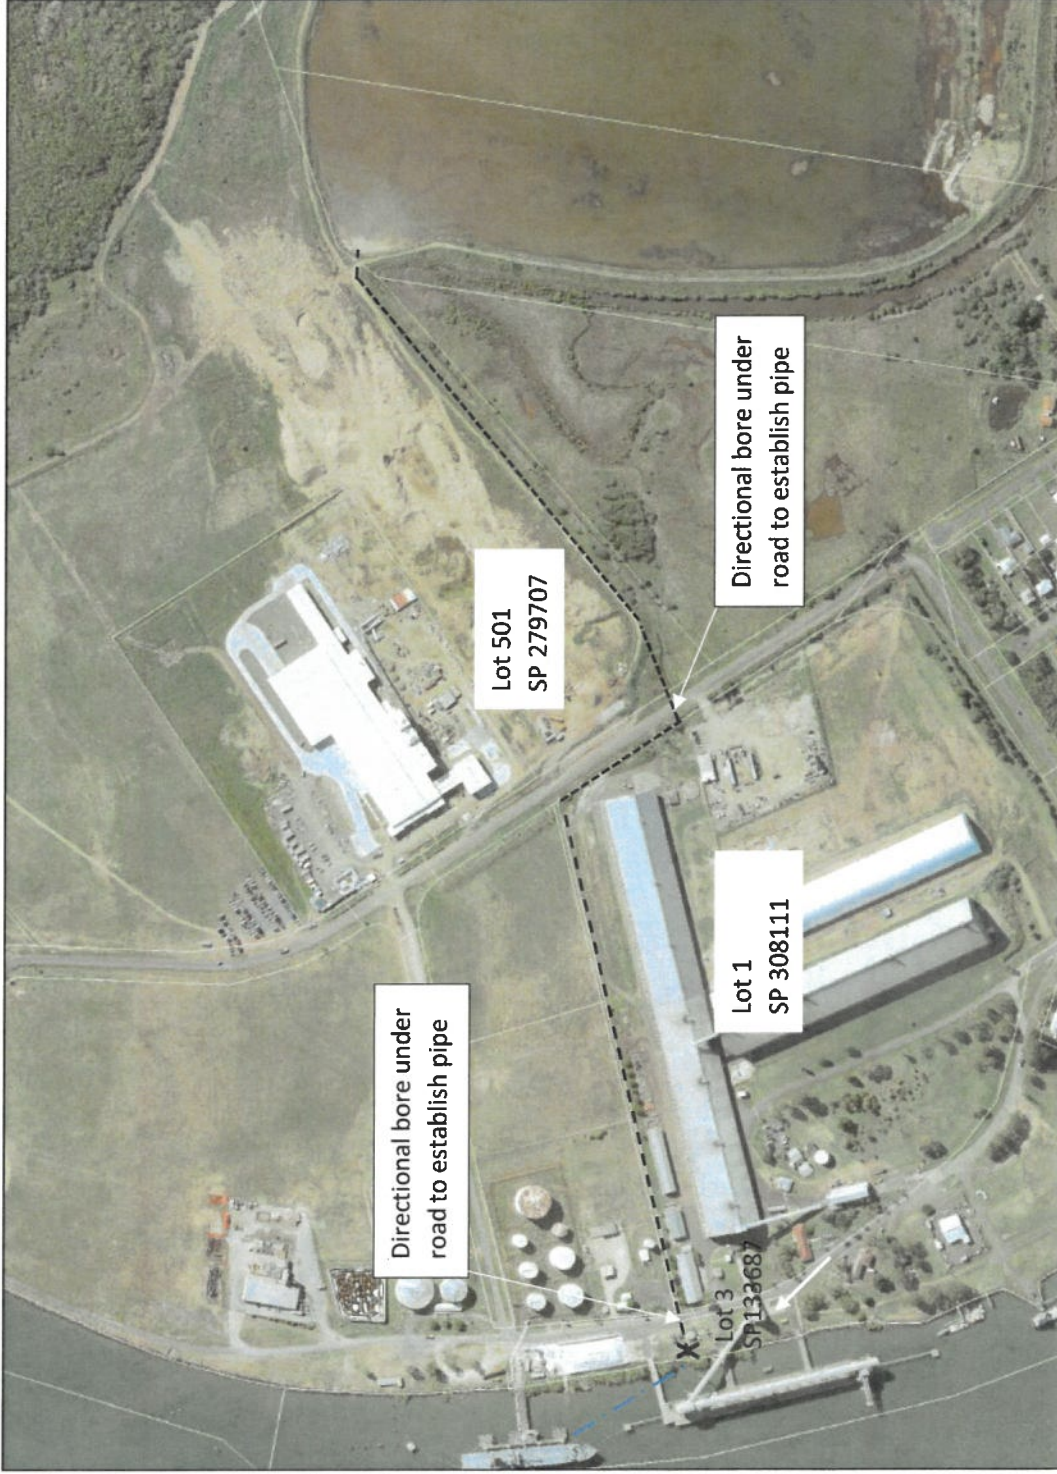 Lot 501
SP 279707
Directional bore under
road to establish pipe
Lot 1
SP 308111
Directional bore under
road to establish pipe
Lot 3
SP133687
X